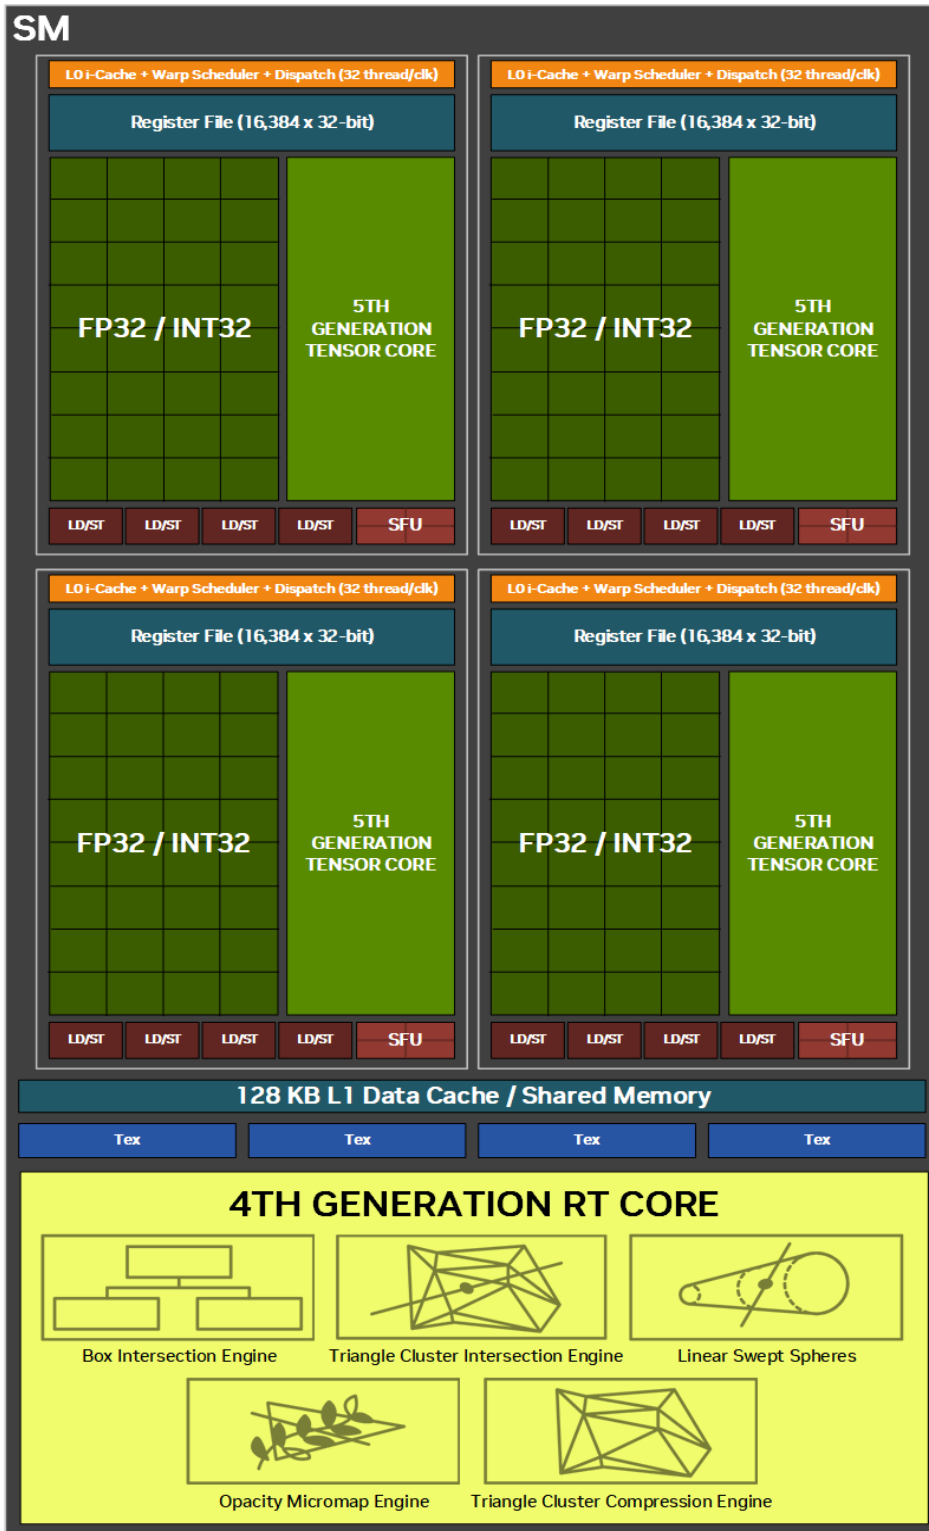 SM
L0 i-Cache + Warp Scheduler + Dispatch (32 thread/clk)
Register File (16,384 x 32-bit)
FP32 / INT32
5TH
GENERATION
TENSOR CORE
LD/ST
LD/ST
LD/ST
LD/ST
SFU
L0 i-Cache + Warp Scheduler + Dispatch (32 thread/clk)
Register File (16,384 x 32-bit)
FP32 / INT32
5TH
GENERATION
TENSOR CORE
LD/ST
LD/ST
LD/ST
LD/ST
SFU
L0 i-Cache + Warp Scheduler + Dispatch (32 thread/clk)
Register File (16,384 x 32-bit)
FP32 / INT32
5TH
GENERATION
TENSOR CORE
LD/ST
LD/ST
LD/ST
LD/ST
SFU
L0 i-Cache + Warp Scheduler + Dispatch (32 thread/clk)
Register File (16,384 x 32-bit)
FP32 / INT32
5TH
GENERATION
TENSOR CORE
LD/ST
LD/ST
LD/ST
LD/ST
SFU
128 KB L1 Data Cache / Shared Memory
Tex
Tex
Tex
Tex
4TH GENERATION RT CORE
Box Intersection Engine
Triangle Cluster Intersection Engine
Linear Swept Spheres
Opacity Micromap Engine
Triangle Cluster Compression Engine